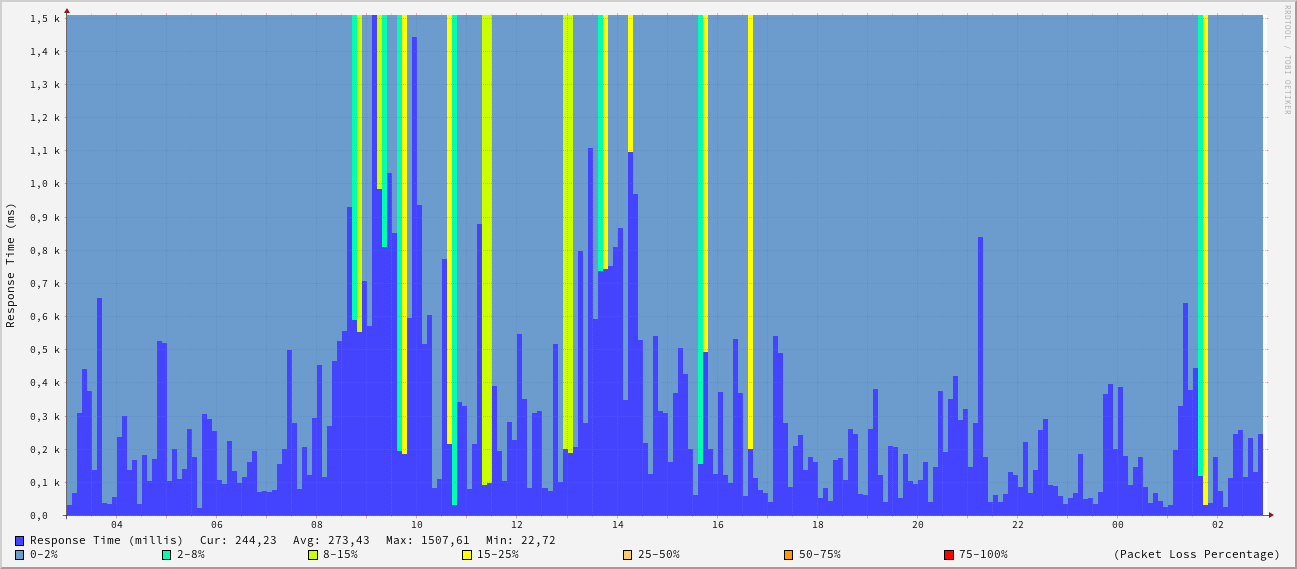 RRDTOOL / TOBI OETIKER
Response Time (ms)
1,5 k
1,4 k
1,3 k
1,2 k
1,1 k
1,0 k
0,9 k
0,8 k
0,7 k
0,6 k
0,5 k
0,4 k
0,3 k
0,2 k
0,1 k
0,0
04 06 08 10 12 14 16 18 20 22 00 02
Response Time (millis) Cur: 244,23 Avg: 273,43 Max: 1507,61 Min: 22,72
0-2% 2-8% 8-15% 15-25% 25-50% 50-75% 75-100% (Packet Loss Percentage)